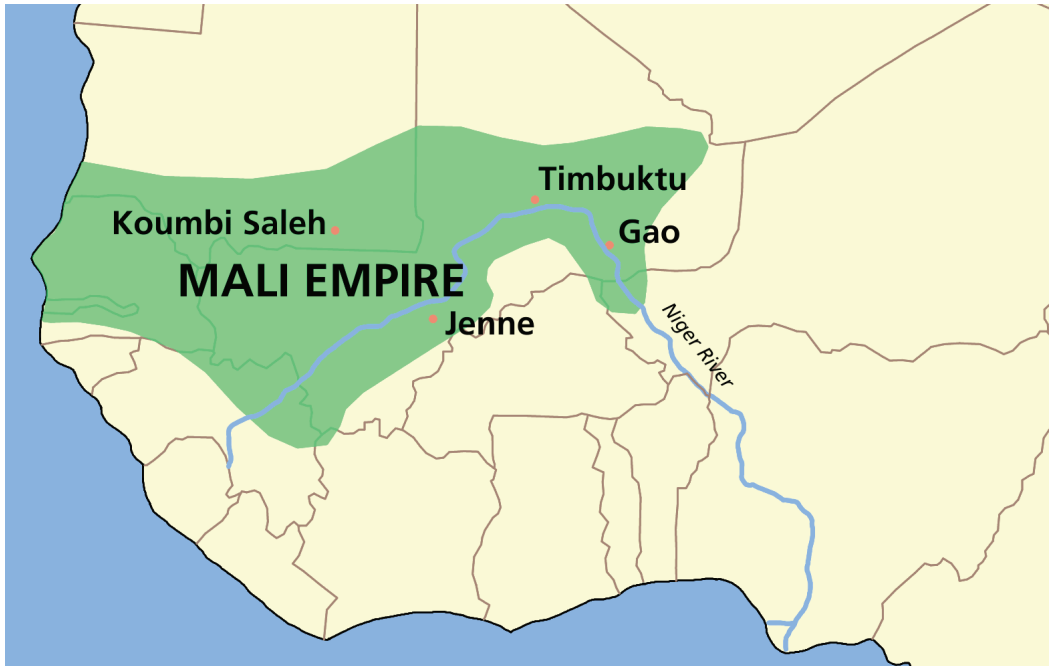 Timbuktu
Koumbi Saleh
Gao
MALI EMPIRE
Jenne
Niger River